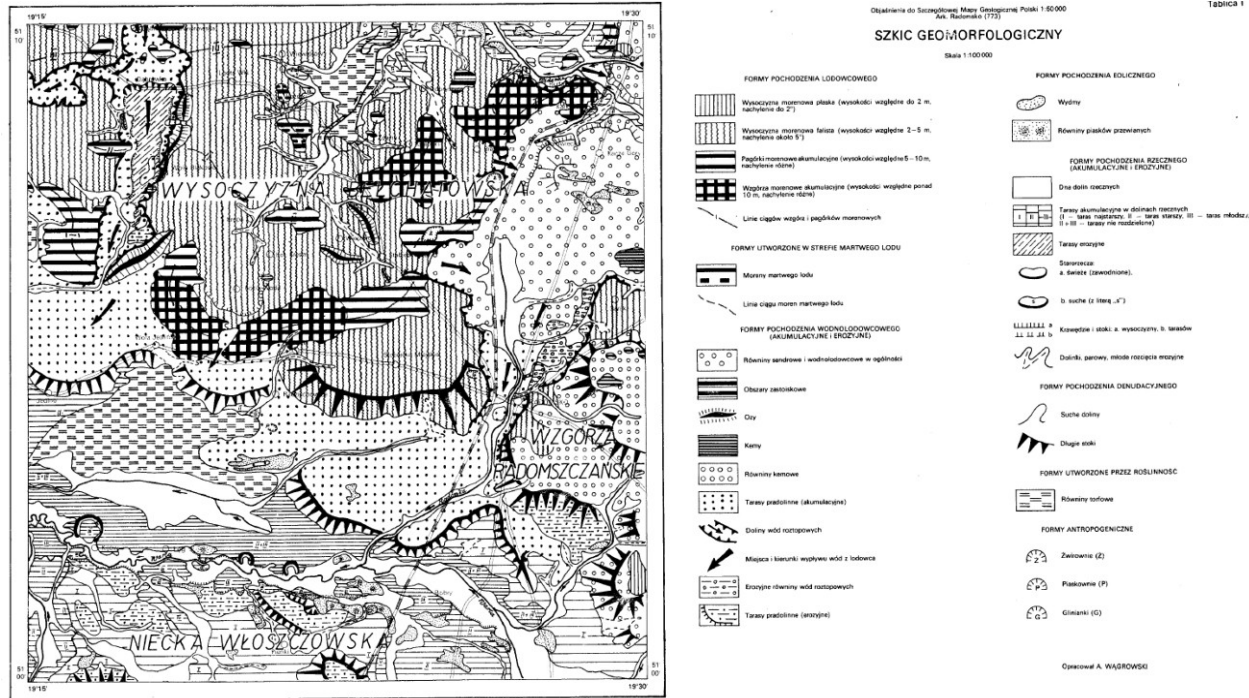 19°15'
19°30'
51
10'
51
10'
WYSOCZYZNA
WZGÓRZA
RADOMSZCZAŃSKIE
NIECKA WŁOSZCZOWSKA
51
00'
51
00'
19°15'
19°30'
Tablica I
Objaśnienia do Szczegółowej Mapy Geologicznej Polski 1:50 000
Ark. Radomsko (773)
SZKIC GEOMORFOLOGICZNY
Skala 1:100 000
FORMY POCHODZENIA LODOWCOWEGO
Wysoczyzna morenowa płaska (wysokości względne do 2 m,
nachylenie do 2°)
Wysoczyzna morenowa falista (wysokości względne 2–5 m,
nachylenie około 5°)
Pagórki morenowe akumulacyjne (wysokości względne 5–10 m,
nachylenie różne)
Wzgórza morenowe akumulacyjne (wysokości względne ponad
10 m, nachylenie różne)
Linie ciągów wzgórz i pagórków morenowych
FORMY UTWORZONE W STREFIE MARTWEGO LODU
Moreny martwego lodu
Linie ciągu moren martwego lodu
FORMY POCHODZENIA WODNOLODOWCOWEGO
(AKUMULACYJNE I EROZYJNE)
Równiny sandrowe i wodnolodowcowe w ogólności
Obszary zastoiskowe
Ozy
Kemy
Równiny kemowe
Tarasy pradolinne (akumulacyjne)
Doliny wód roztopowych
Miejsca i kierunki wypływu wód z lodowca
Erozyjne równiny wód roztopowych
Tarasy pradolinne (erozyjne)
FORMY POCHODZENIA EOLICZNEGO
Wydmy
Równiny piasków przewianych
FORMY POCHODZENIA RZECZNEGO
(AKUMULACYJNE I EROZYJNE)
Dna dolin rzecznych
I II III
Tarasy akumulacyjne w dolinach rzecznych
(I – taras najstarszy, II – taras starszy, III – taras młodszy,
II+III – tarasy nie rozdzielone)
Tarasy erozyjne
Starorzecza:
a. świeże (zawodnione),
b. suche (z literą „s")
a
b
Krawędzie i stoki: a. wysoczyzny, b. tarasów
Dolinki, parowy, młode rozcięcia erozyjne
FORMY POCHODZENIA DENUDACYJNEGO
Suche doliny
Długie stoki
FORMY UTWORZONE PRZEZ ROŚLINNOŚĆ
Równiny torfowe
FORMY ANTROPOGENICZNE
Z
Żwirownie (Z)
P
Piaskownie (P)
G
Glinianki (G)
Opracował A. WĄGROWSKI